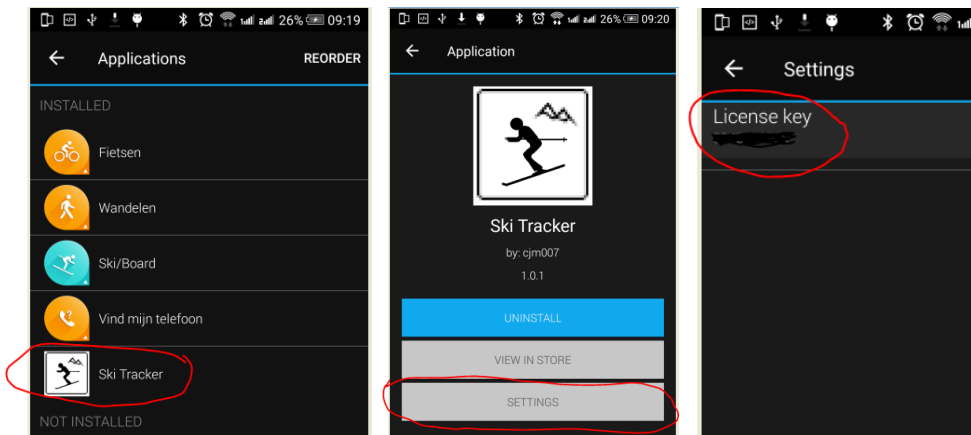 26% 09:19
Applications REORDER
INSTALLED
Fietsen
Wandelen
Ski/Board
Vind mijn telefoon
Ski Tracker
NOT INSTALLED
26% 09:20
Application
Ski Tracker
by: cjm007
1.0.1
UNINSTALL
VIEW IN STORE
SETTINGS
Settings
License key